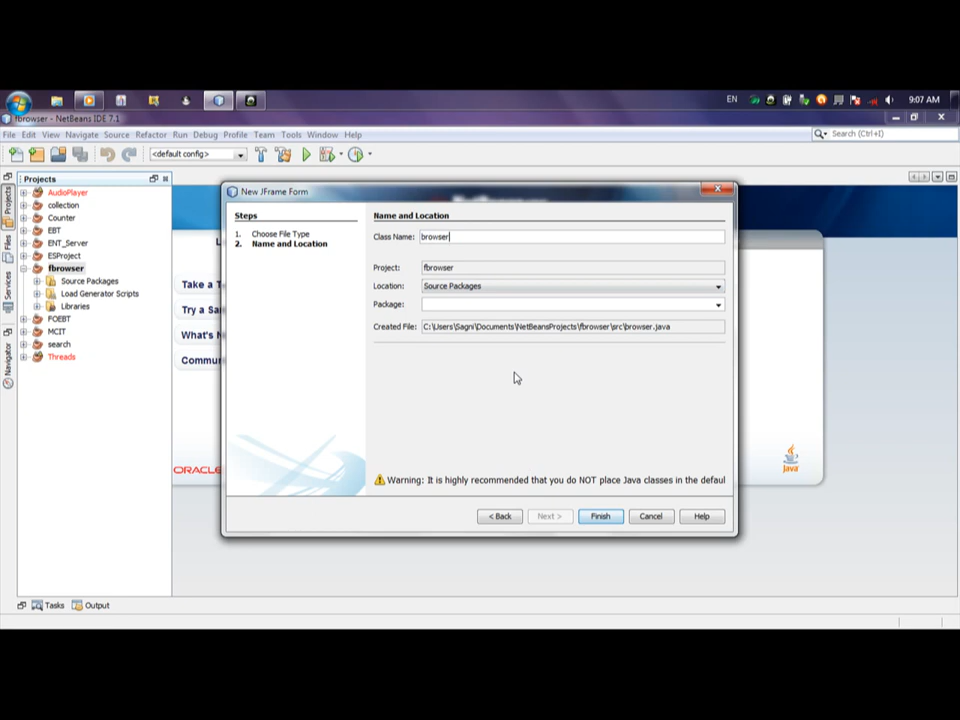 EN
9:07 AM
fbrowser - NetBeans IDE 7.1
File Edit View Navigate Source Refactor Run Debug Profile Team Tools Window Help
Search (Ctrl+I)
<default config>
Projects
AudioPlayer
collection
Counter
EBT
ENT_Server
ESProject
fbrowser
Source Packages
Load Generator Scripts
Libraries
FOEBT
MCIT
search
Threads
Projects
Files
Services
Navigator
Take a T
Try a Sa
What's N
Commu
ORACLE
Java
New JFrame Form
Steps
1. Choose File Type
2. Name and Location
Name and Location
Class Name: browser
Project: fbrowser
Location: Source Packages
Package:
Created File: C:\Users\Sagni\Documents\NetBeansProjects\fbrowser\src\browser.java
Warning: It is highly recommended that you do NOT place Java classes in the defaul
< Back Next > Finish Cancel Help
Tasks Output